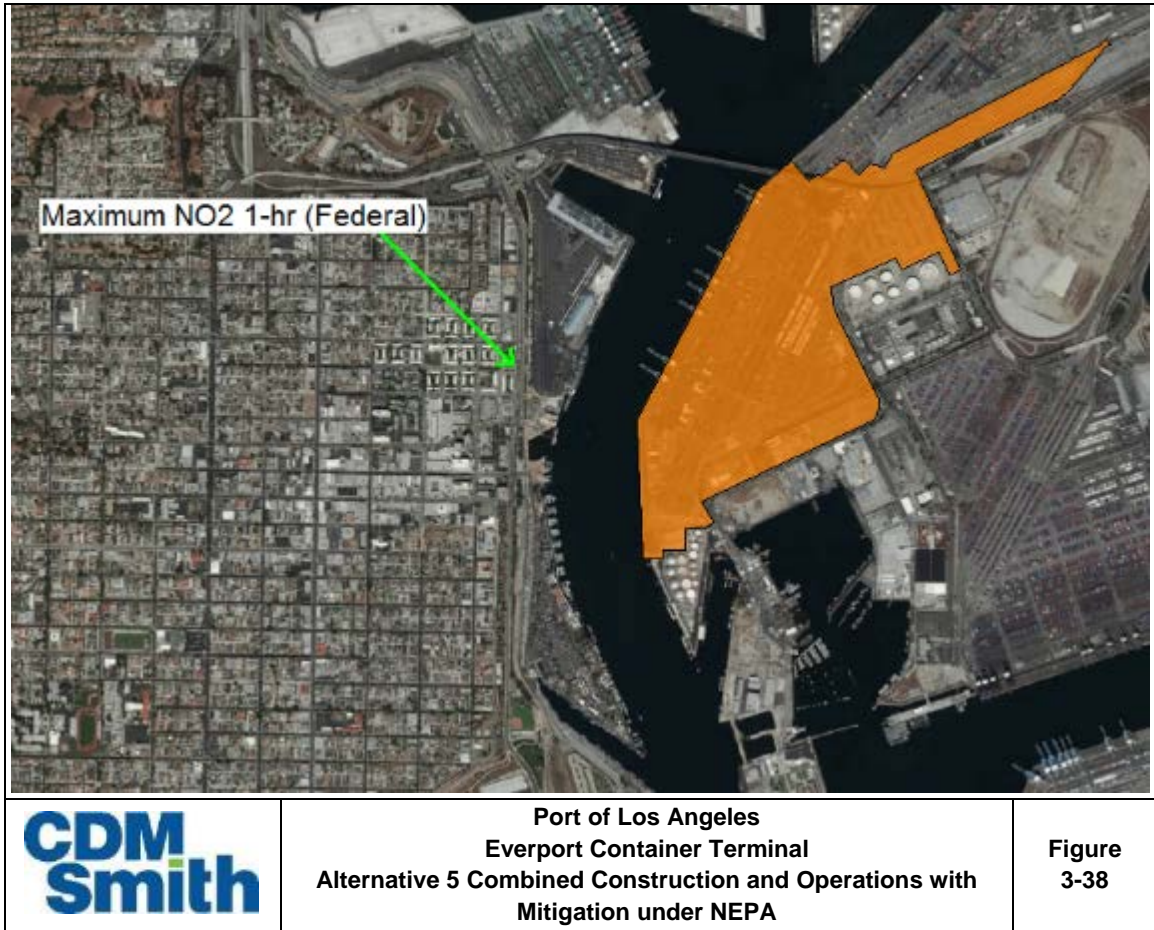 Maximum NO2 1-hr (Federal)
CDM
Smith
Port of Los Angeles
Everport Container Terminal
Alternative 5 Combined Construction and Operations with
Mitigation under NEPA
Figure
3-38